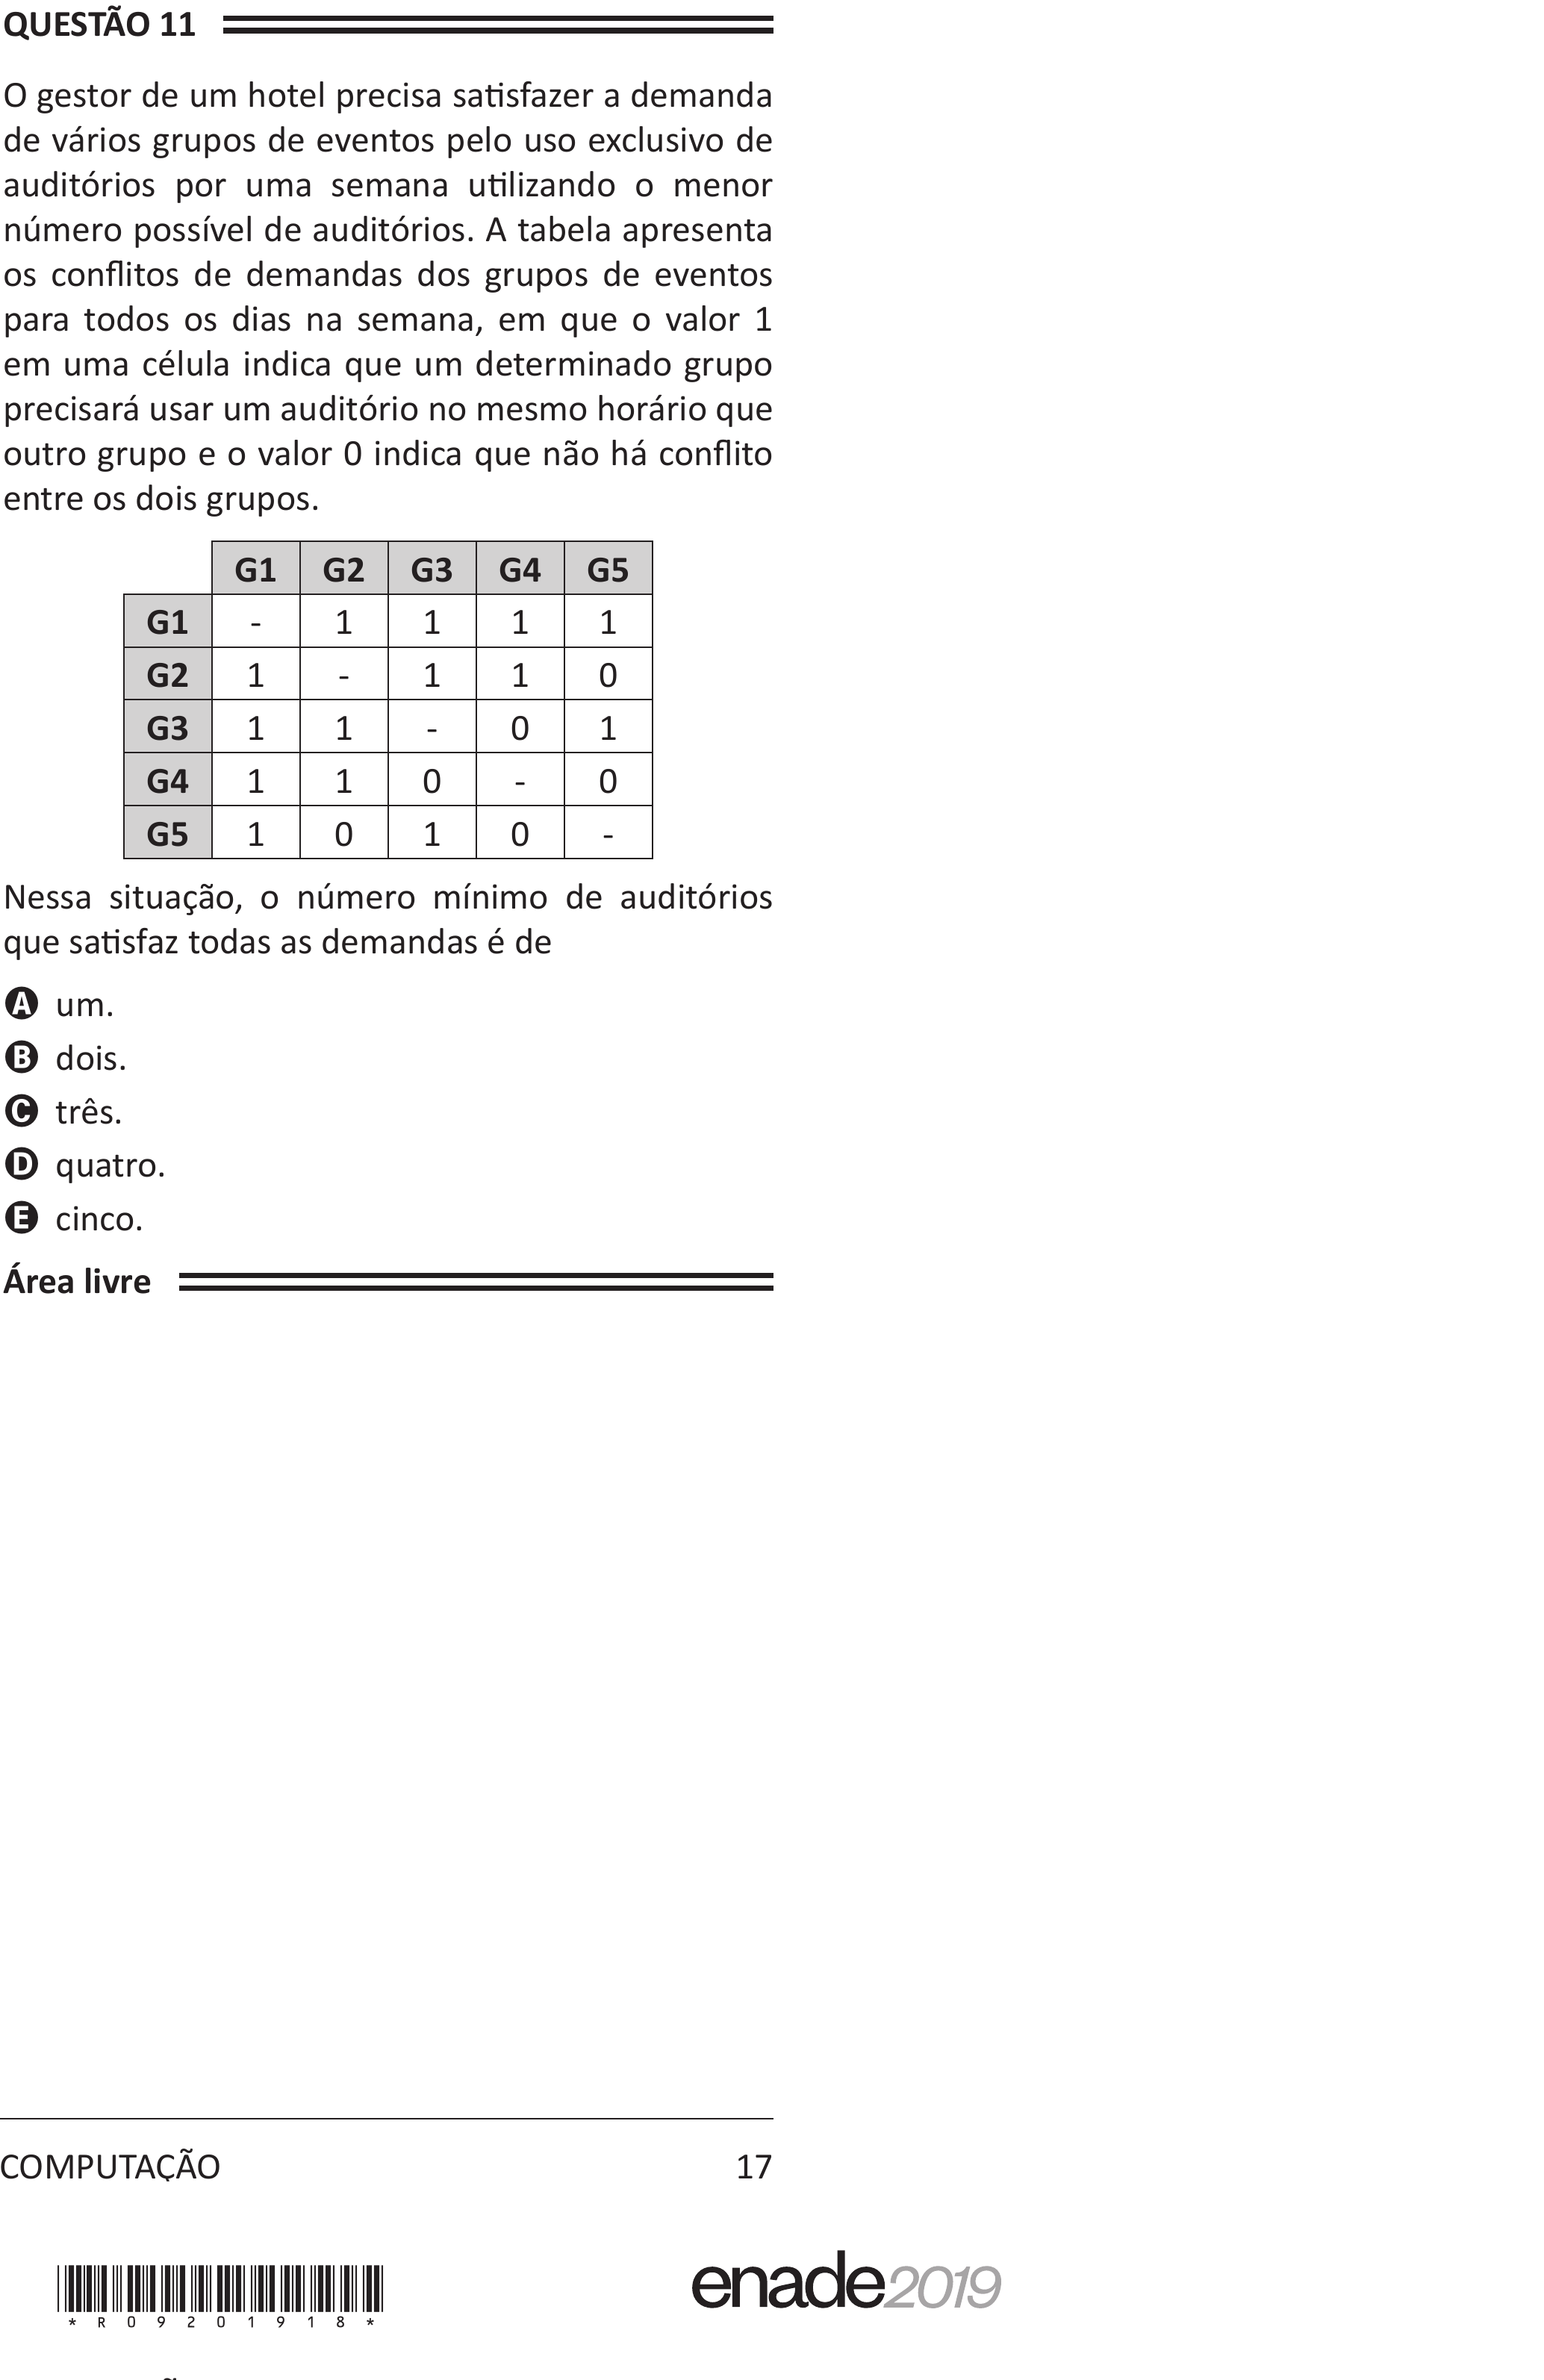 QUESTÃO 11
O gestor de um hotel precisa satisfazer a demanda
de vários grupos de eventos pelo uso exclusivo de
auditórios por uma semana utilizando o menor
número possível de auditórios. A tabela apresenta
os conflitos de demandas dos grupos de eventos
para todos os dias na semana, em que o valor 1
em uma célula indica que um determinado grupo
precisará usar um auditório no mesmo horário que
outro grupo e o valor 0 indica que não há conflito
entre os dois grupos.
G1 G2 G3 G4 G5
G1 - 1 1 1 1
G2 1 - 1 1 0
G3 1 1 - 0 1
G4 1 1 0 - 0
G5 1 0 1 0 -
Nessa situação, o número mínimo de auditórios
que satisfaz todas as demandas é de
A um.
B dois.
C três.
D quatro.
E cinco.
Área livre
COMPUTAÇÃO 17
*R09201918*
enade2019